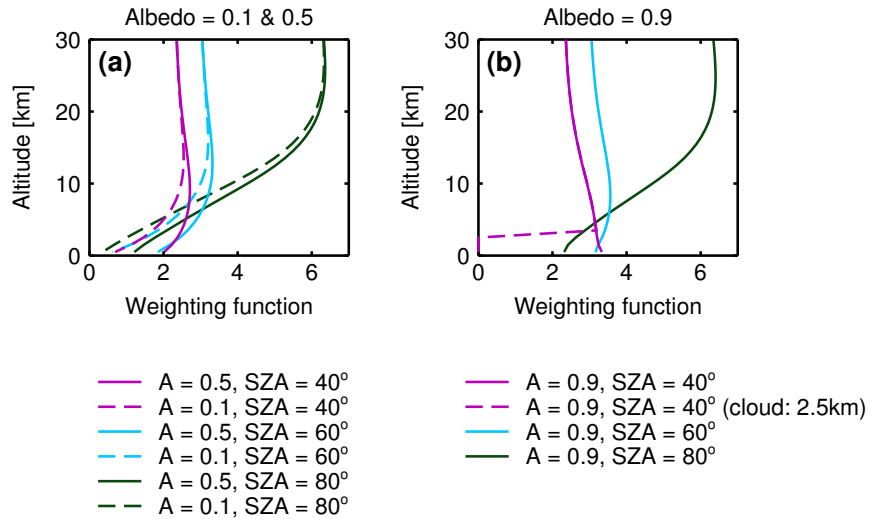 Albedo = 0.1 & 0.5
(a)
30
20
10
0
Altitude [km]
0 2 4 6
Weighting function
A = 0.5, SZA = 40°
A = 0.1, SZA = 40°
A = 0.5, SZA = 60°
A = 0.1, SZA = 60°
A = 0.5, SZA = 80°
A = 0.1, SZA = 80°
Albedo = 0.9
(b)
30
20
10
0
Altitude [km]
0 2 4 6
Weighting function
A = 0.9, SZA = 40°
A = 0.9, SZA = 40° (cloud: 2.5km)
A = 0.9, SZA = 60°
A = 0.9, SZA = 80°